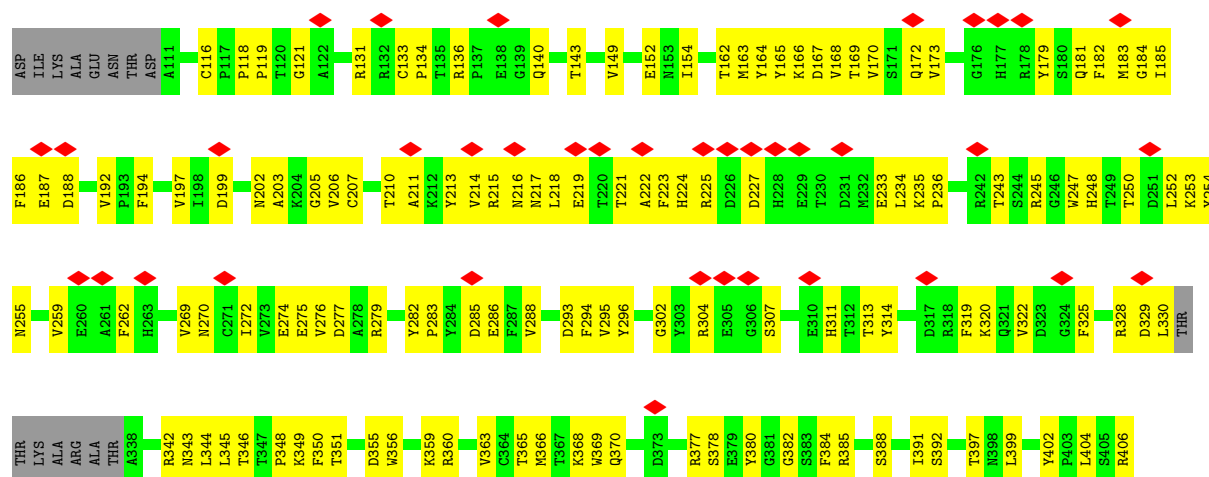 ASP ILE LYS ALA GLU ASN THR ASP A111 C116 P117 P118 P119 T120 G121 A122 R131 R132 C133 P134 T135 R136 P137 E138 G139 Q140 T143 V149 E152 N153 I154 T162 M163 Y164 Y165 K166 D167 V168 T169 V170 S171 Q172 V173 G176 H177 R178 Y179 S180 Q181 F182 M183 G184 I185
F186 E187 D188 V192 P193 F194 V197 I198 D199 N202 A203 K204 G205 V206 C207 T210 A211 K212 Y213 V214 R215 N216 N217 L218 E219 T220 T221 A222 F223 H224 R225 D226 D227 H228 E229 T230 D231 M232 E233 L234 K235 P236 R242 T243 S244 R245 G246 W247 H248 T249 T250 D251 L252 K253 Y254
N255 V259 E260 A261 F262 H263 V269 N270 C271 I272 V273 E274 E275 V276 D277 A278 R279 Y282 P283 Y284 D285 E286 F287 V288 D293 F294 V295 Y296 G302 Y303 R304 E305 G306 S307 E310 H311 T312 T313 Y314 D317 R318 F319 K320 Q321 V322 D323 G324 F325 R328 D329 L330 THR
THR LYS ALA ARG ALA THR A338 R342 N343 L344 L345 T346 T347 P348 K349 F350 T351 D355 W356 K359 R360 V363 C364 T365 M366 T367 K368 W369 Q370 D373 R377 S378 E379 Y380 G381 G382 S383 F384 R385 S388 I391 S392 T397 N398 L399 Y402 P403 L404 S405 R406